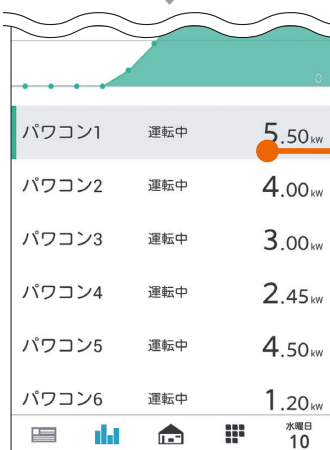 0
パワコン1 運転中 5.50kW
パワコン2 運転中 4.00kW
パワコン3 運転中 3.00kW
パワコン4 運転中 2.45kW
パワコン5 運転中 4.50kW
パワコン6 運転中 1.20kW
水曜日
10